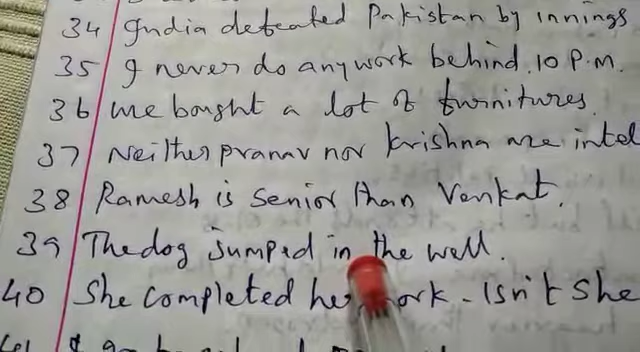 34 India defeated Pakistan by innings
35 I never do any work behind 10 P.M.
36 We bought a lot of furnitures.
37 Neither pranav nor krishna are intel
38 Ramesh is senior than Venkat.
39 The dog jumped in the well.
40 She completed her work - Isn't she